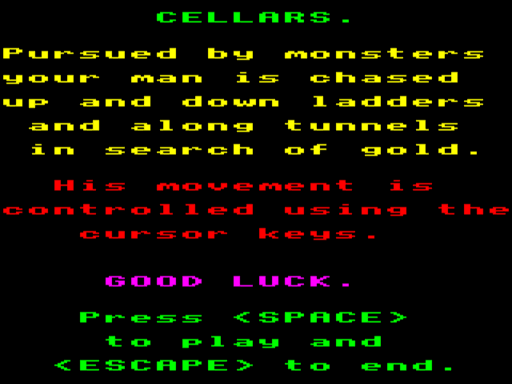 CELLARS.
Pursued by monsters
your man is chased
up and down ladders
and along tunnels
in search of gold.
His movement is
controlled using the
cursor keys.
GOOD LUCK.
Press <SPACE>
to play and
<ESCAPE> to end.